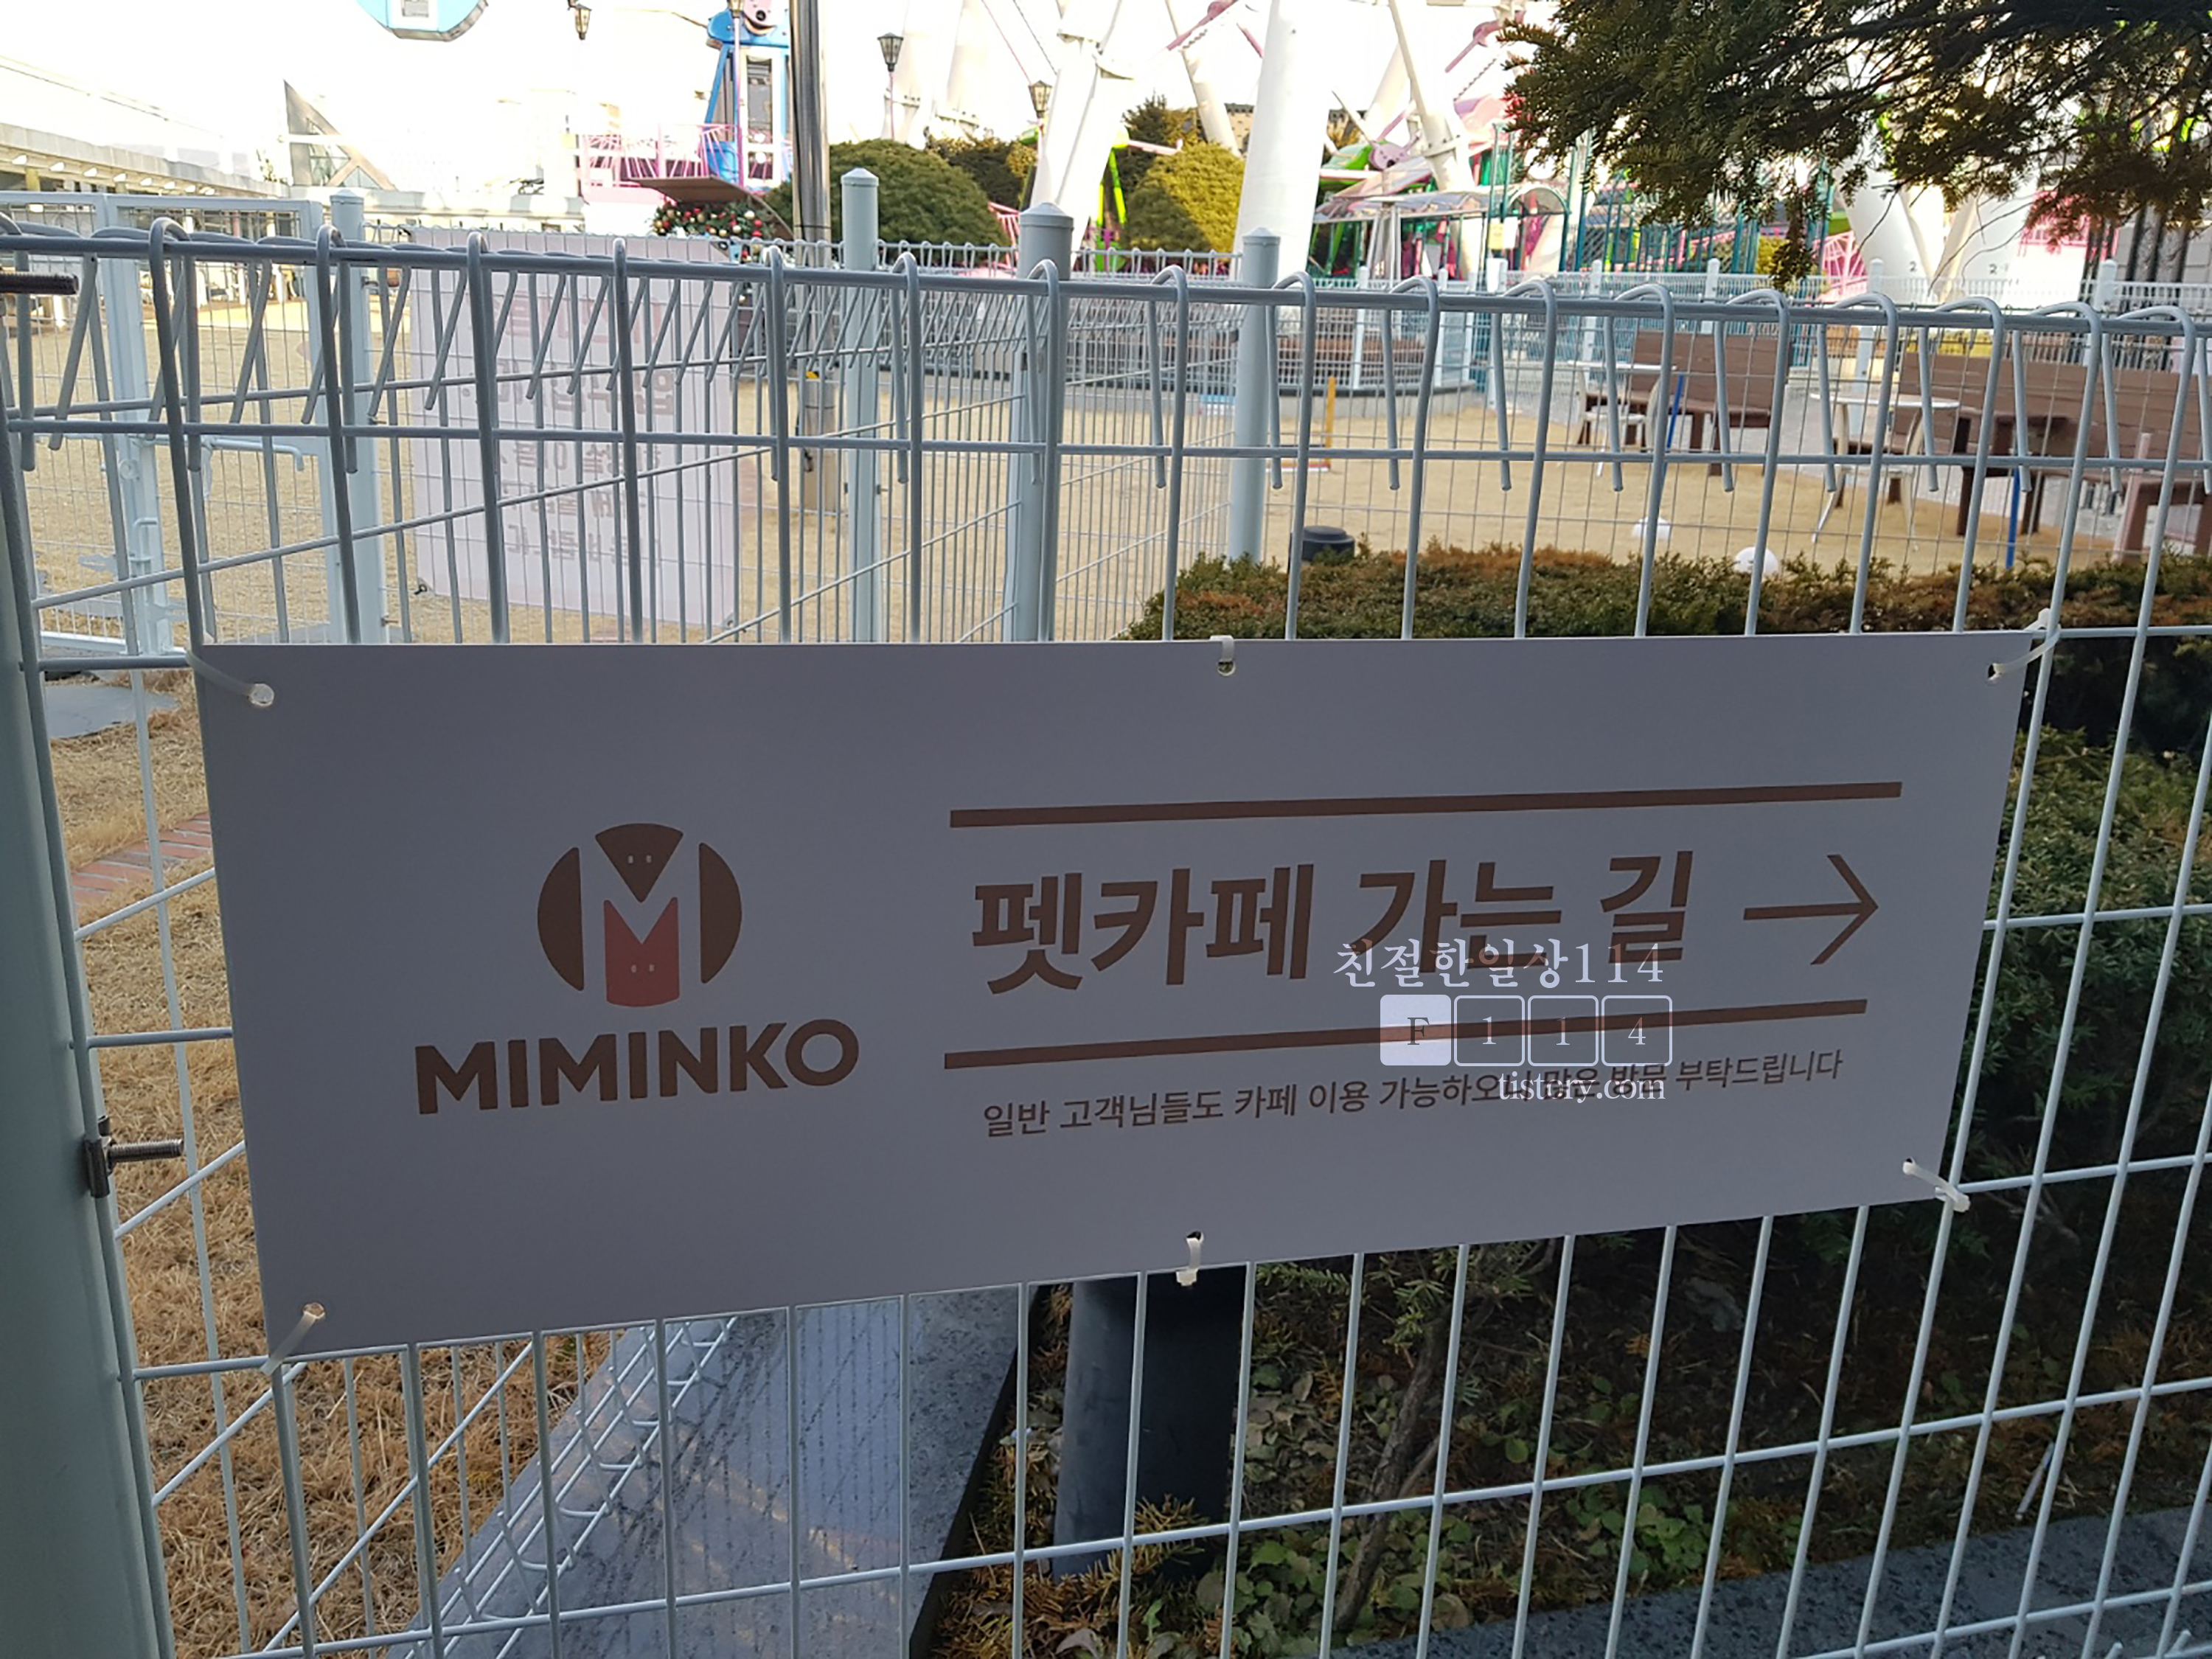 MIMINKO
펫카페 가는 길 →
일반 고객님들도 카페 이용 가능하오니 많은 방문 부탁드립니다
친절한일상114
F 1 1 4
tistory.com